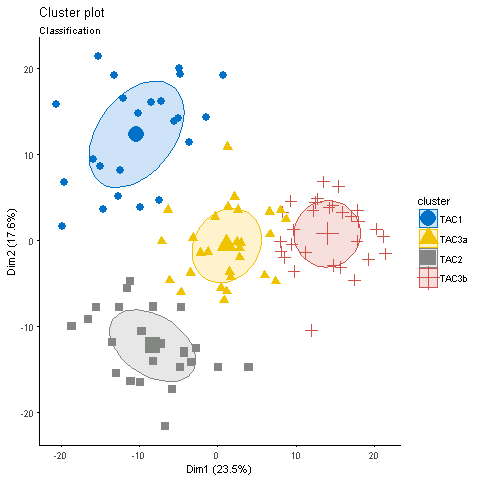 Cluster plot
Classification
20
10
0
-10
-20
Dim2 (17.6%)
-20
-10
0
10
20
Dim1 (23.5%)
cluster
TAC1
TAC3a
TAC2
TAC3b